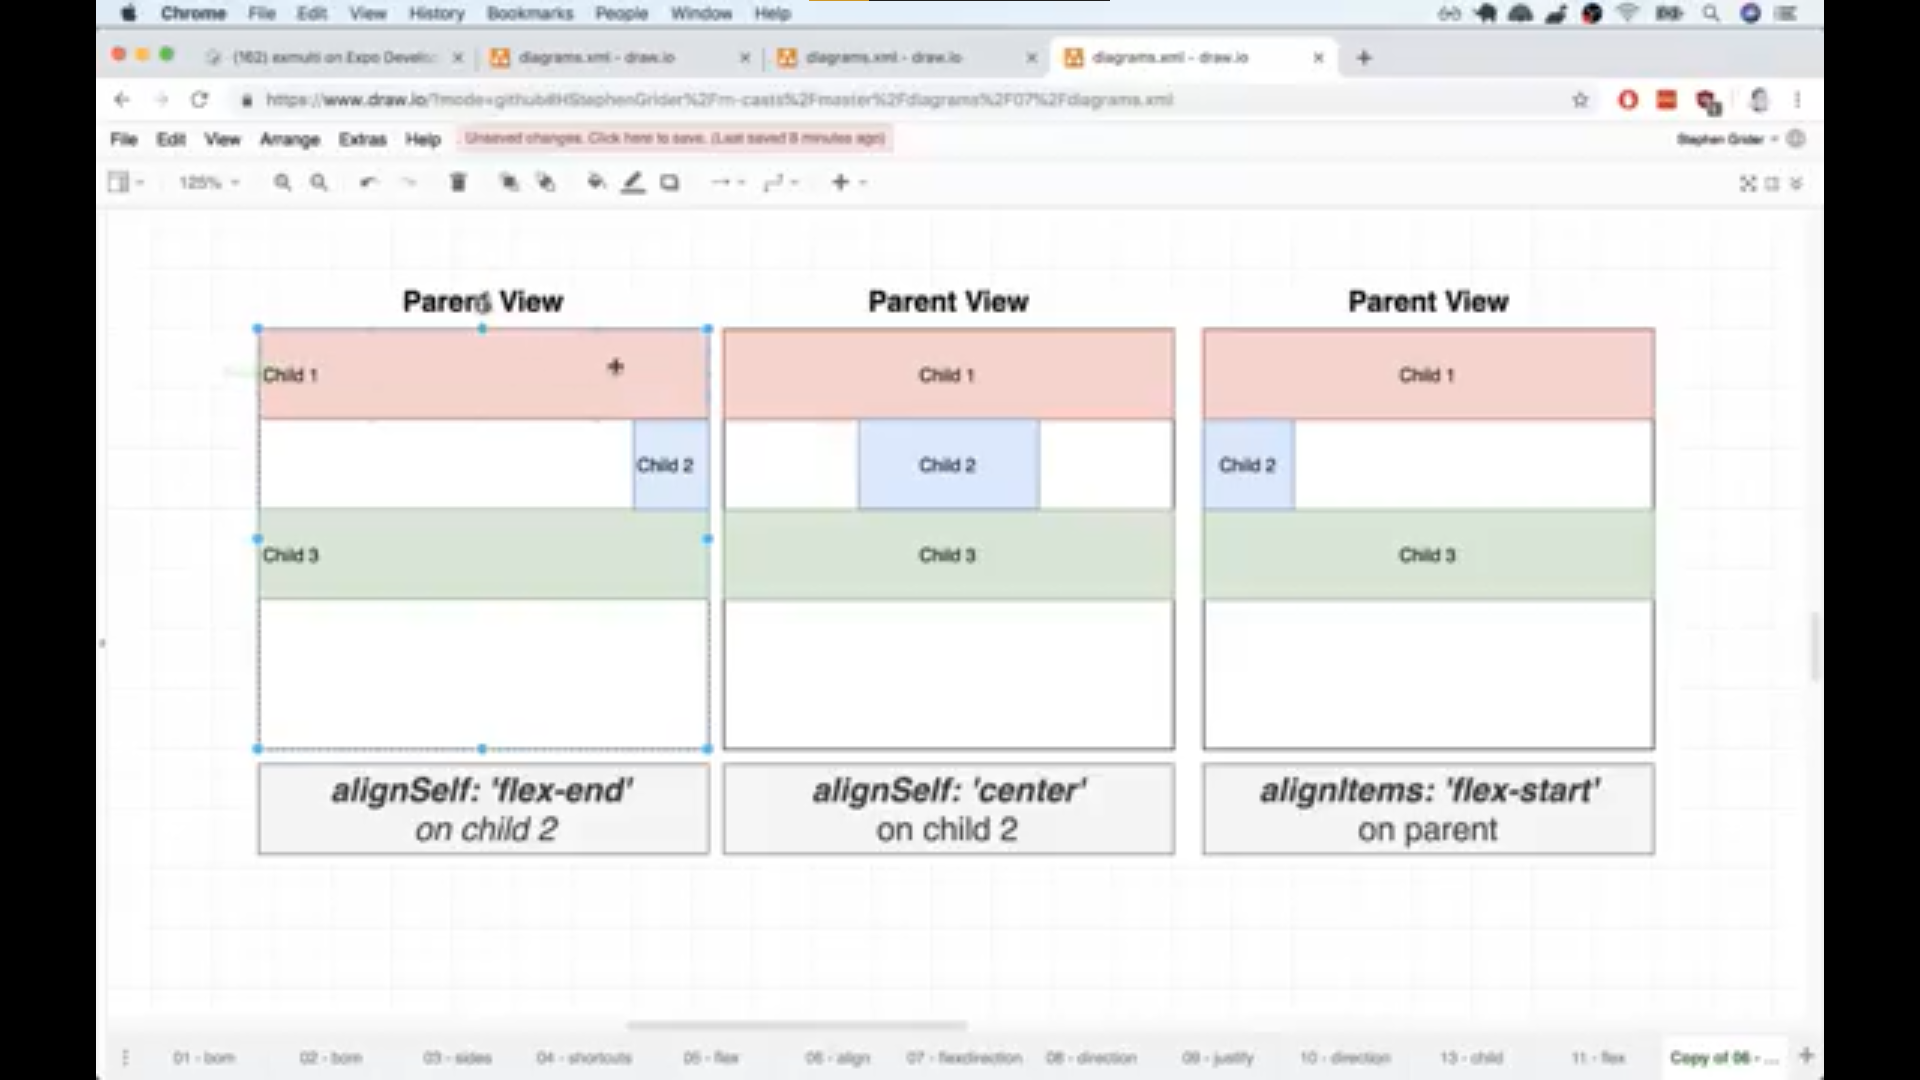 Chrome File Edit View History Bookmarks People Window Help
(162) exmulti on Expo Develo
diagrams.xml - draw.io
diagrams.xml - draw.io
diagrams.xml - draw.io
https://www.draw.io/?mode=github#HStephenGrider%2Frn-casts%2Fmaster%2Fdiagrams%2F07%2Fdiagrams.xml
File Edit View Arrange Extras Help Unsaved changes. Click here to save. (Last saved 8 minutes ago) Stephen Grider
125%
Parent View Parent View Parent View
Child 1 Child 1 Child 1
Child 2 Child 2 Child 2
Child 3 Child 3 Child 3
alignSelf: 'flex-end' alignSelf: 'center' alignItems: 'flex-start'
on child 2 on child 2 on parent
01 - bom 02 - bom 03 - sides 04 - shortcuts 05 - flex 06 - align 07 - flexdirection 08 - direction 09 - justify 10 - direction 13 - child 11 - flex Copy of 06 - ...